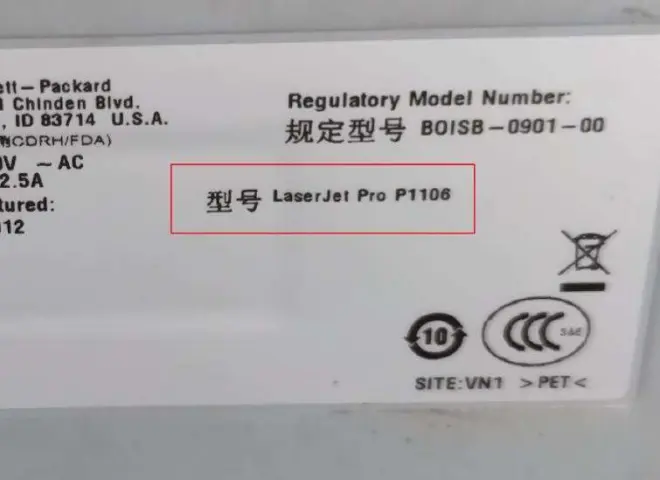 ett-Packard
Chinden Blvd.
, ID 83714 U.S.A.
(CDRH/FDA)
V ~ AC
2.5A
tured:
012
Regulatory Model Number:
规定型号 BOISB-0901-00
型号 LaserJet Pro P1106
10
CCC
S&E
SITE:VN1 >PET<